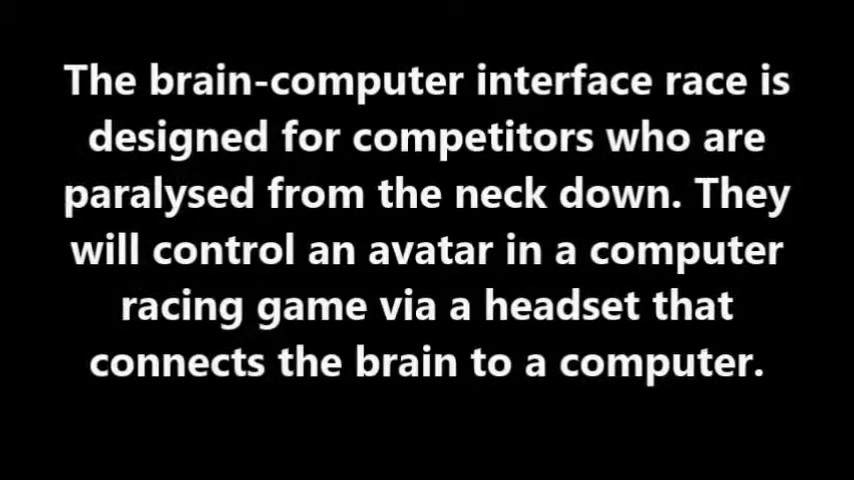 The brain-computer interface race is
designed for competitors who are
paralysed from the neck down. They
will control an avatar in a computer
racing game via a headset that
connects the brain to a computer.